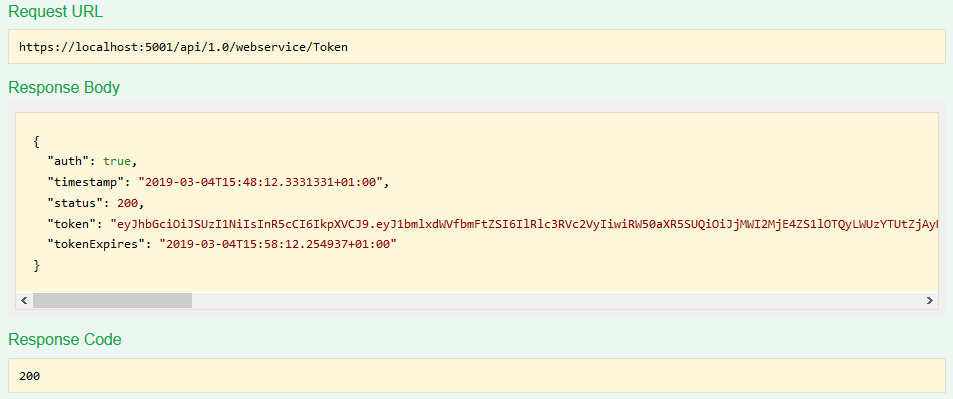 Request URL
https://localhost:5001/api/1.0/webservice/Token
Response Body
{
"auth": true,
"timestamp": "2019-03-04T15:48:12.3331331+01:00",
"status": 200,
"token": "eyJhbGciOiJSUzI1NiIsInR5cCI6IkpXVCJ9.eyJ1bmlxdWVfbmFtZSI6IlRlc3RVc2VyIiwiRW50aXR5SUQiOiJjMWI2MjE4ZS1lOTQyLWUzYTUtZjAy
"tokenExpires": "2019-03-04T15:58:12.254937+01:00"
}
Response Code
200